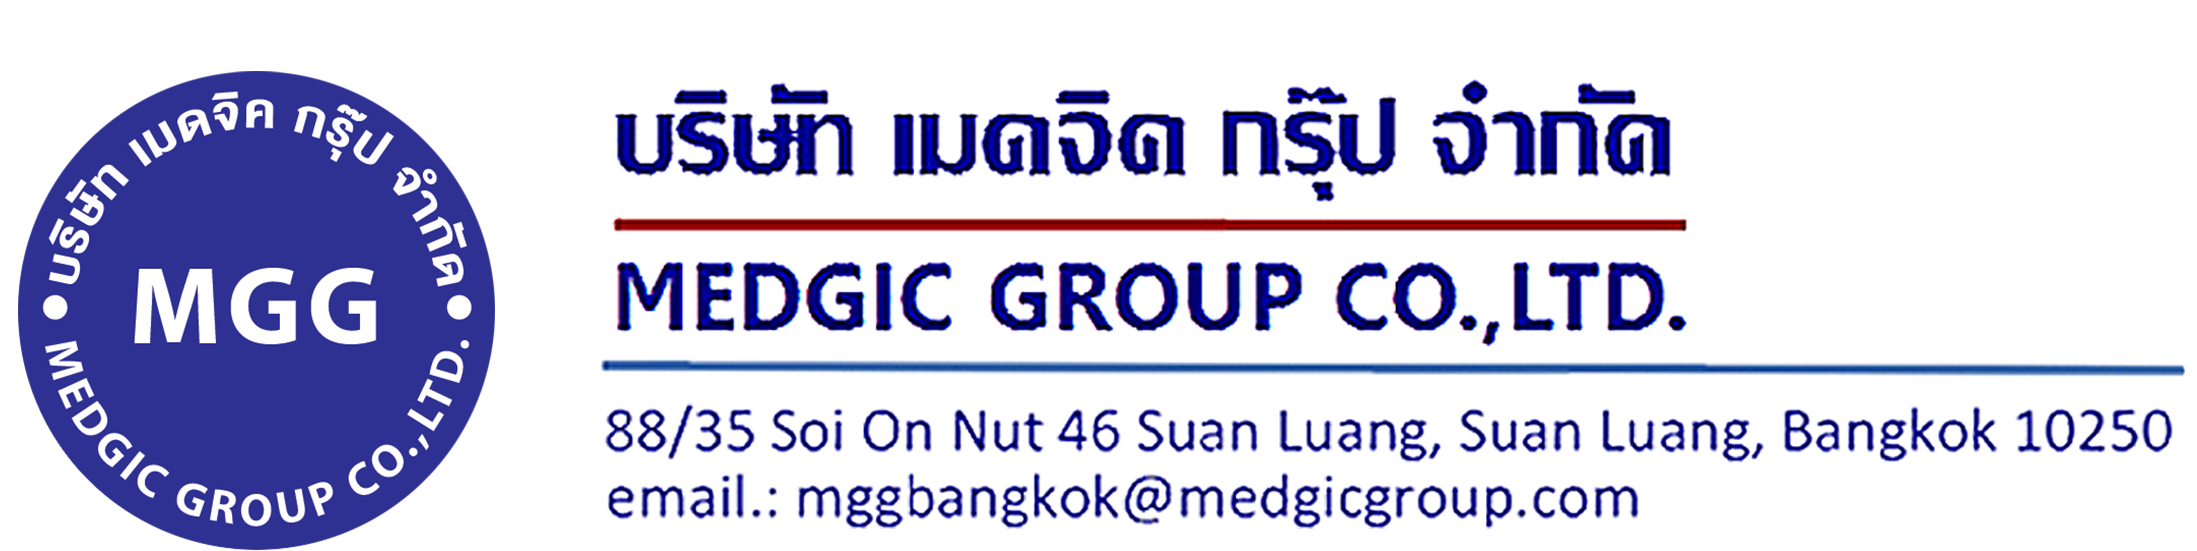 บริษัท เมดจิค กรุ๊ป จำกัด
MGG
MEDGIC GROUP CO.,LTD.
บริษัท เมดจิค กรุ๊ป จำกัด
MEDGIC GROUP CO.,LTD.
88/35 Soi On Nut 46 Suan Luang, Suan Luang, Bangkok 10250
email.: mggbangkok@medgicgroup.com